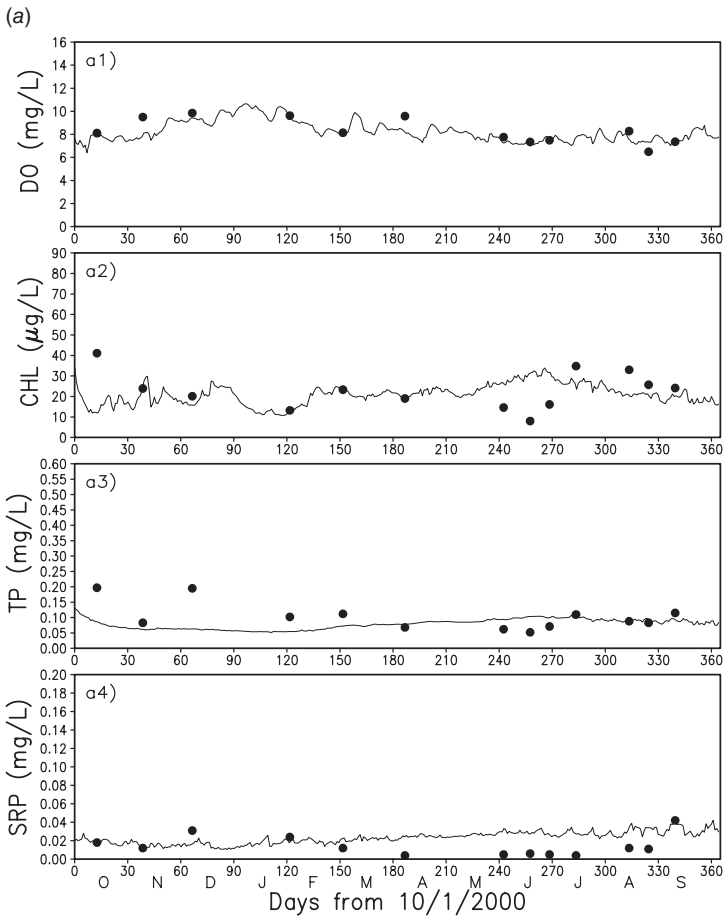 (a)
a1)
DO (mg/L)
16
14
12
10
8
6
4
2
0
0 30 60 90 120 150 180 210 240 270 300 330 360
a2)
CHL (μg/L)
90
80
70
60
50
40
30
20
10
0
0 30 60 90 120 150 180 210 240 270 300 330 360
a3)
TP (mg/L)
0.60
0.55
0.50
0.45
0.40
0.35
0.30
0.25
0.20
0.15
0.10
0.05
0.00
0 30 60 90 120 150 180 210 240 270 300 330 360
a4)
SRP (mg/L)
0.20
0.18
0.16
0.14
0.12
0.10
0.08
0.06
0.04
0.02
0.00
0 30 60 90 120 150 180 210 240 270 300 330 360
O N D J F M A M J J A S
Days from 10/1/2000